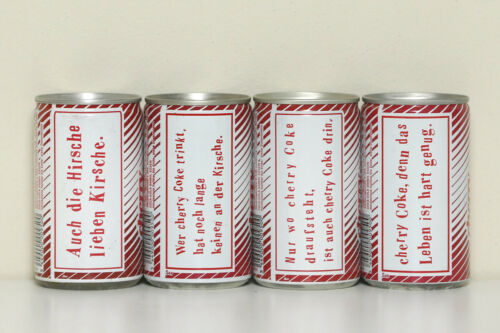 Auch die Hirsche
lieben Kirsche.
Wer cherry Coke trinkt,
hat noch lange
keinen an der Kirsche.
Nur wo cherry Coke
draufsteht,
ist auch cherry Coke drin.
cherry Coke, denn das
Leben ist hart genug.